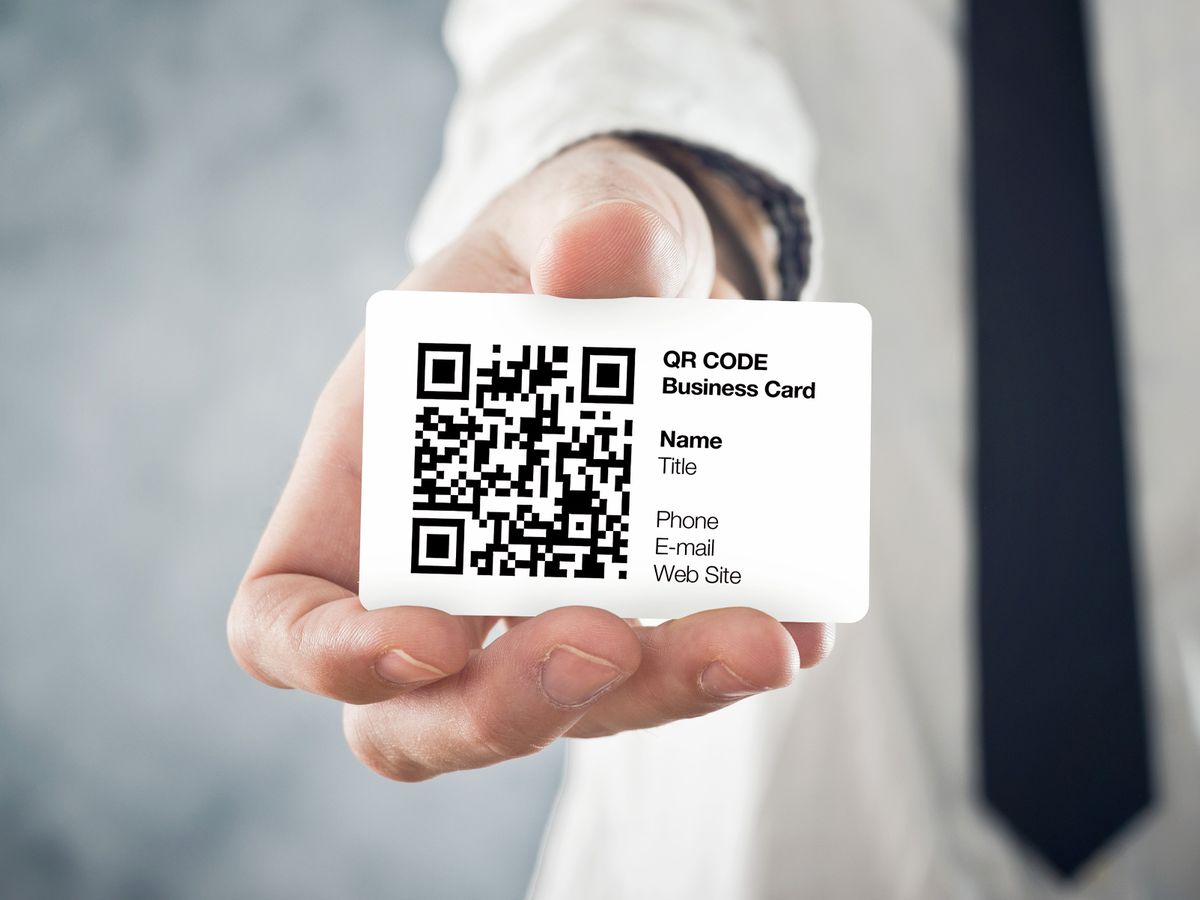 QR CODE
Business Card
Name
Title
Phone
E-mail
Web Site